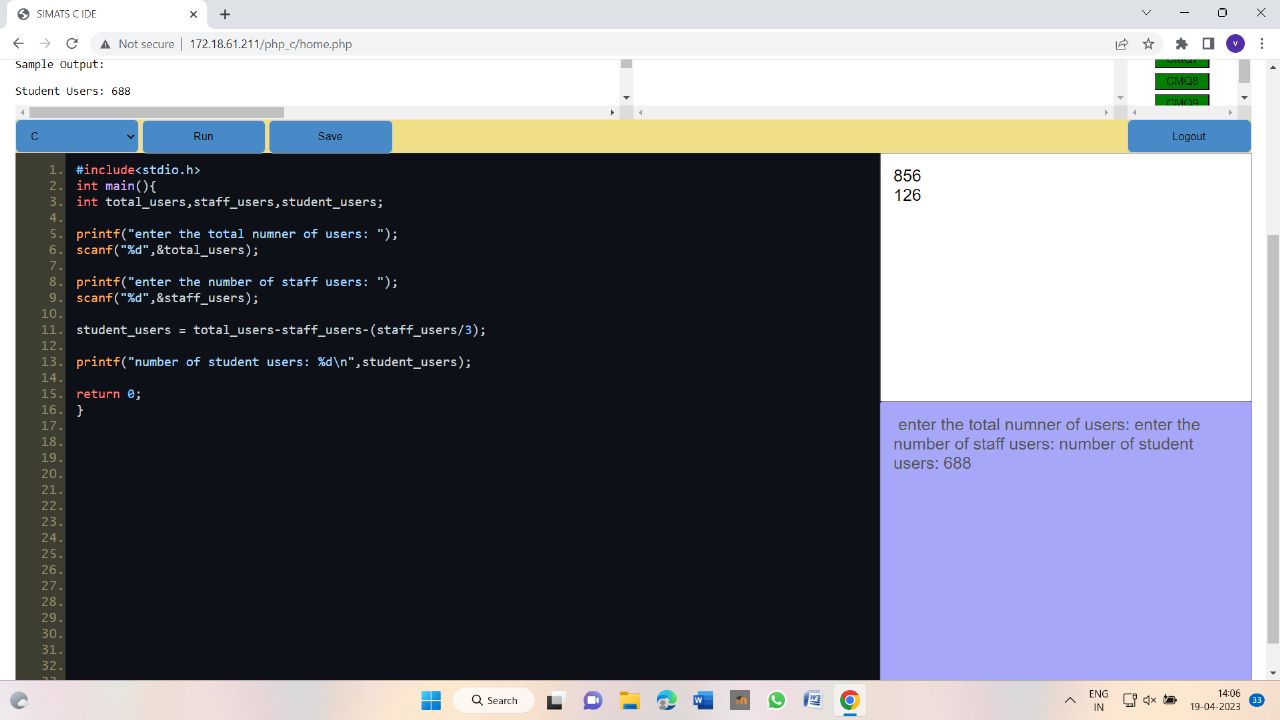 SIMATS C IDE
Not secure | 172.18.61.211/php_c/home.php
V
Sample Output:
Student Users: 688
CMQ7
CMQ8
CMQ9
C
Run
Save
Logout
1. #include<stdio.h>
2. int main(){
3. int total_users,staff_users,student_users;
4.
5. printf("enter the total numner of users: ");
6. scanf("%d",&total_users);
7.
8. printf("enter the number of staff users: ");
9. scanf("%d",&staff_users);
10.
11. student_users = total_users-staff_users-(staff_users/3);
12.
13. printf("number of student users: %d\n",student_users);
14.
15. return 0;
16. }
17.
18.
19.
20.
21.
22.
23.
24.
25.
26.
27.
28.
29.
30.
31.
32.
856
126
enter the total numner of users: enter the
number of staff users: number of student
users: 688
Search
ENG
IN
14:06
19-04-2023
33